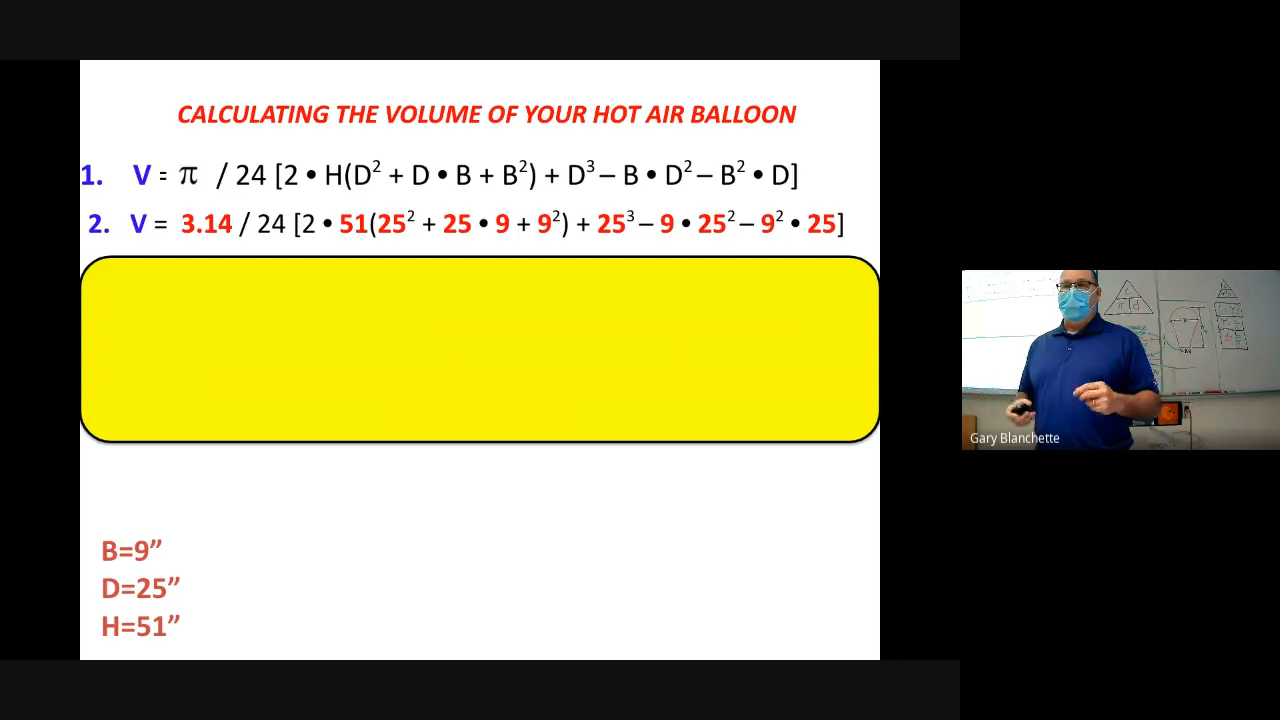 CALCULATING THE VOLUME OF YOUR HOT AIR BALLOON
1. V = π / 24 [2 • H(D² + D • B + B²) + D³ – B • D² – B² • D]
2. V = 3.14 / 24 [2 • 51(25² + 25 • 9 + 9²) + 25³ – 9 • 25² – 9² • 25]
B=9”
D=25”
H=51”
Gary Blanchette